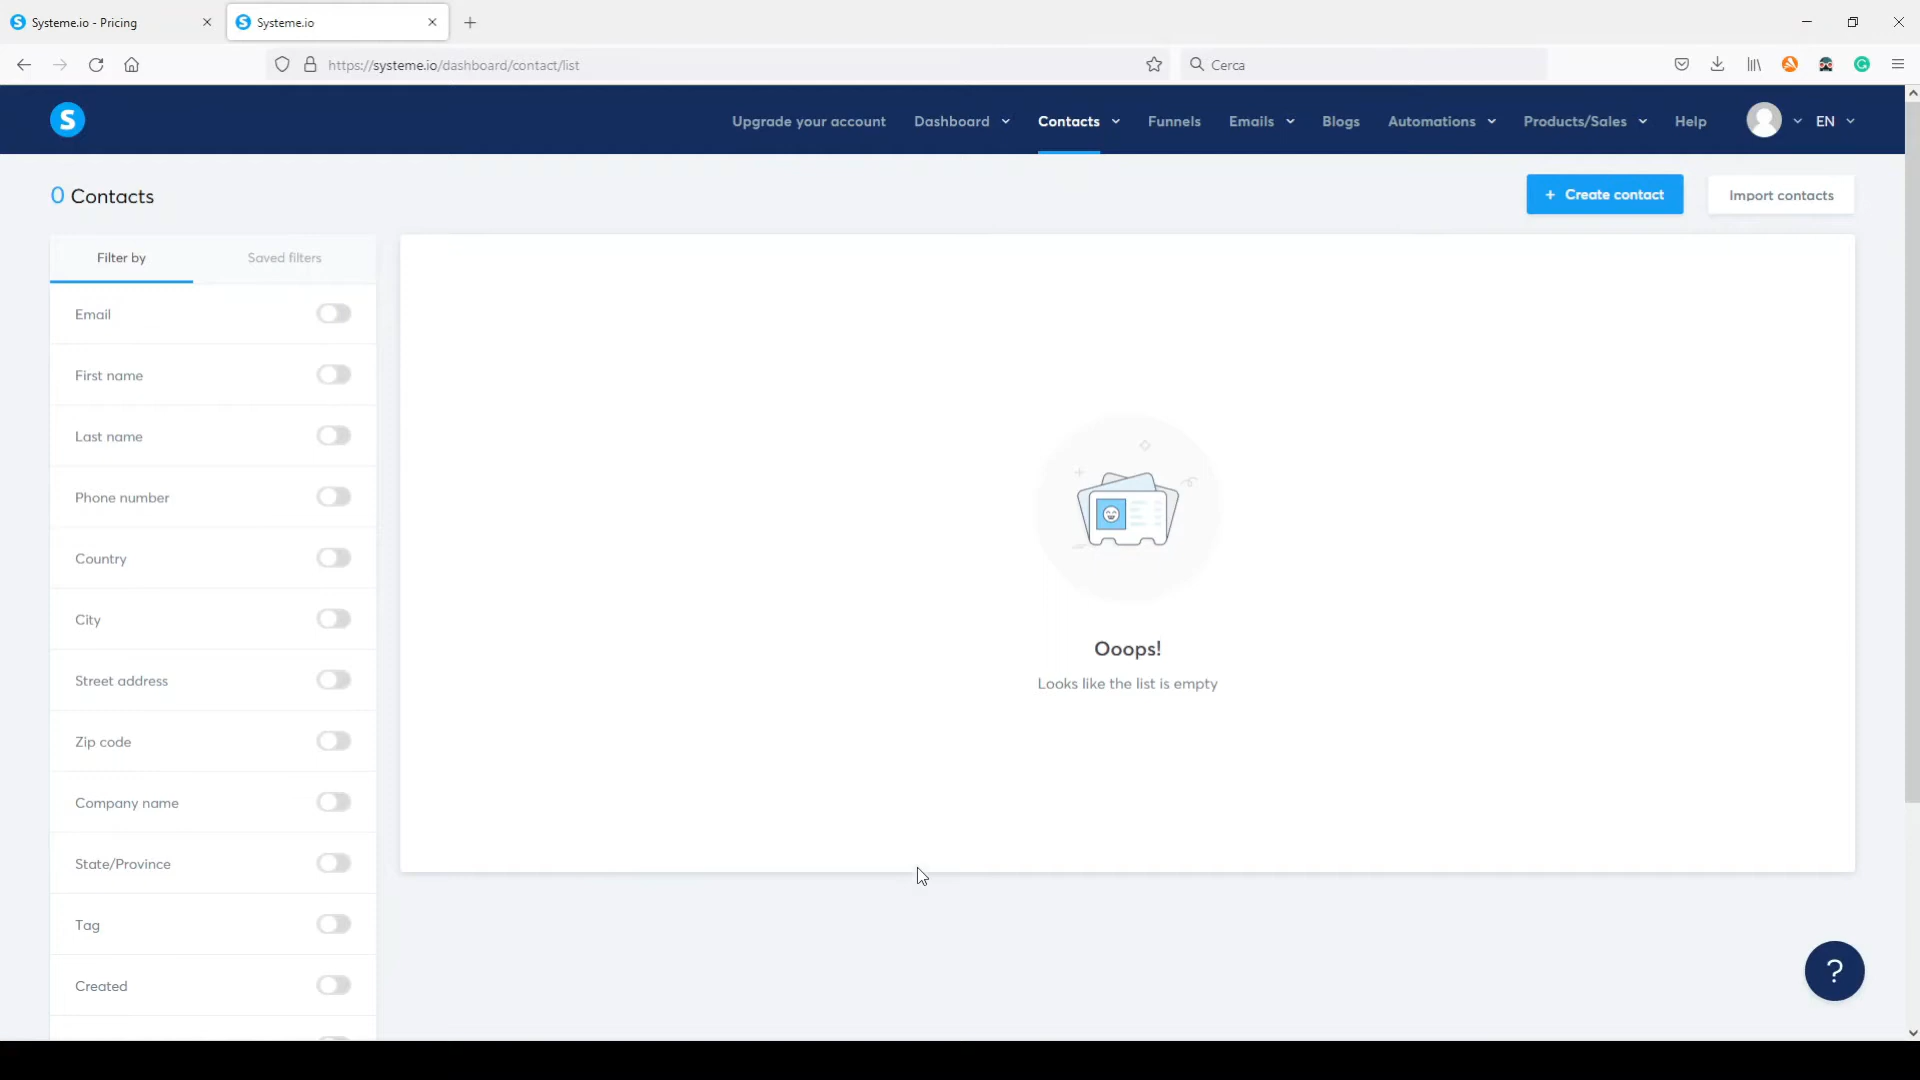 Systeme.io - Pricing
Systeme.io
https://systeme.io/dashboard/contact/list
Cerca
S
Upgrade your account
Dashboard
Contacts
Funnels
Emails
Blogs
Automations
Products/Sales
Help
EN
0 Contacts
+ Create contact
Import contacts
Filter by
Saved filters
Email
First name
Last name
Phone number
Country
City
Street address
Zip code
Company name
State/Province
Tag
Created
Ooops!
Looks like the list is empty
?